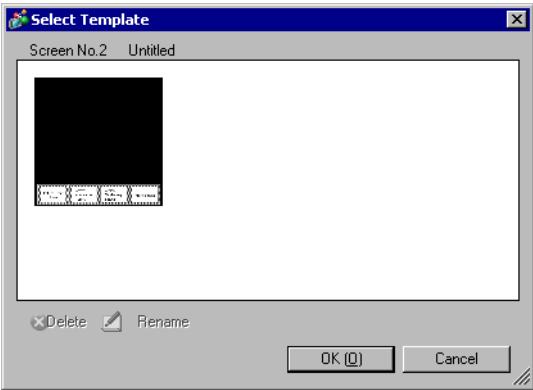 Select Template
Screen No.2 Untitled
Delete Rename
OK (O) Cancel